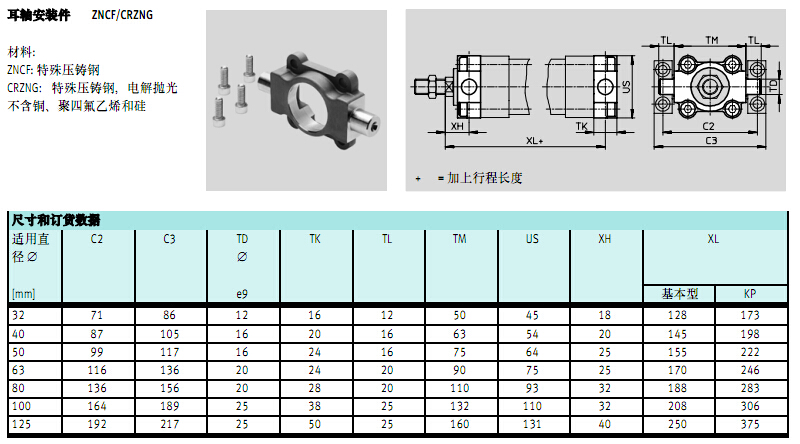 耳轴安装件 ZNCF/CRZNG
材料:
ZNCF: 特殊压铸钢
CRZNG: 特殊压铸钢, 电解抛光
不含铜、聚四氟乙烯和硅
TL TM TL
US
TD
XH TK
XL+
C2
C3
+ = 加上行程长度
尺寸和订货数据
适用直径 ∅ C2 C3 TD ∅ TK TL TM US XH XL
[mm] e9 基本型 KP
32 71 86 12 16 12 50 45 18 128 173
40 87 105 16 20 16 63 54 20 145 198
50 99 117 16 24 16 75 64 25 155 222
63 116 136 20 24 20 90 75 25 170 246
80 136 156 20 28 20 110 93 32 188 283
100 164 189 25 38 25 132 110 32 208 306
125 192 217 25 50 25 160 131 40 250 375